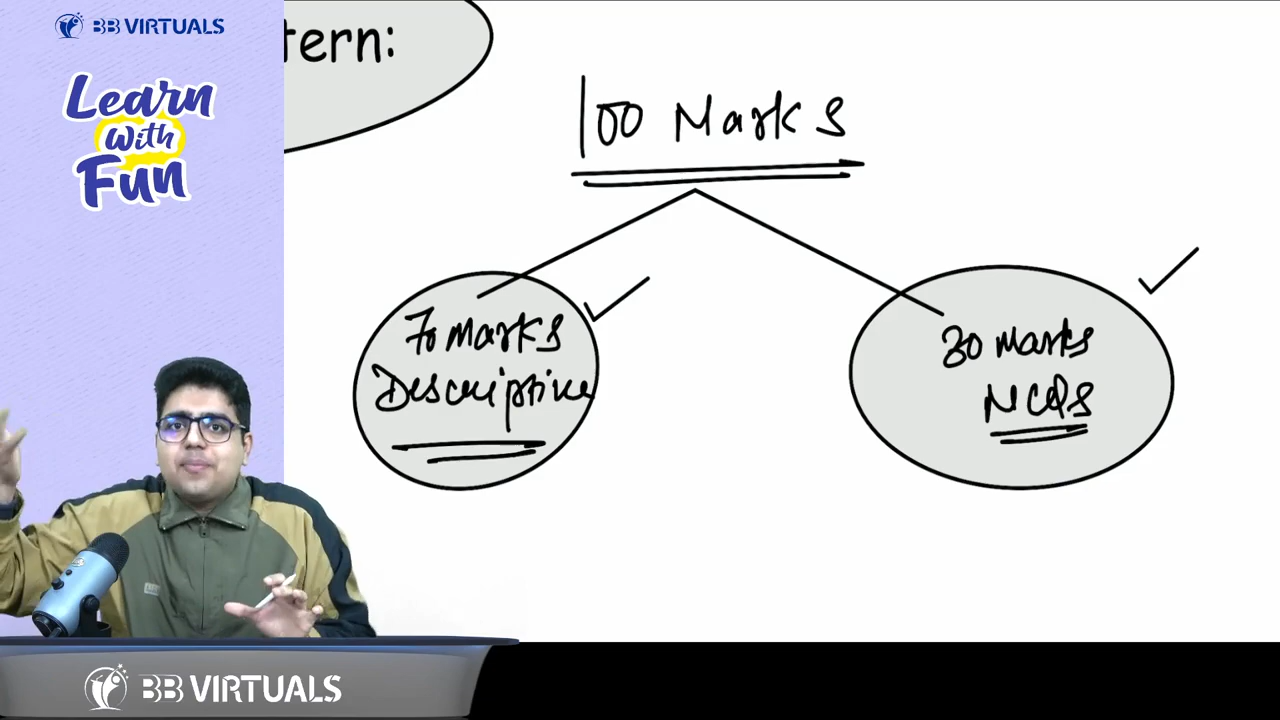 BB VIRTUALS
Learn
With
Fun
tern:
100 Marks
70 Marks
Descriptive
30 Marks
MCQs
BB VIRTUALS